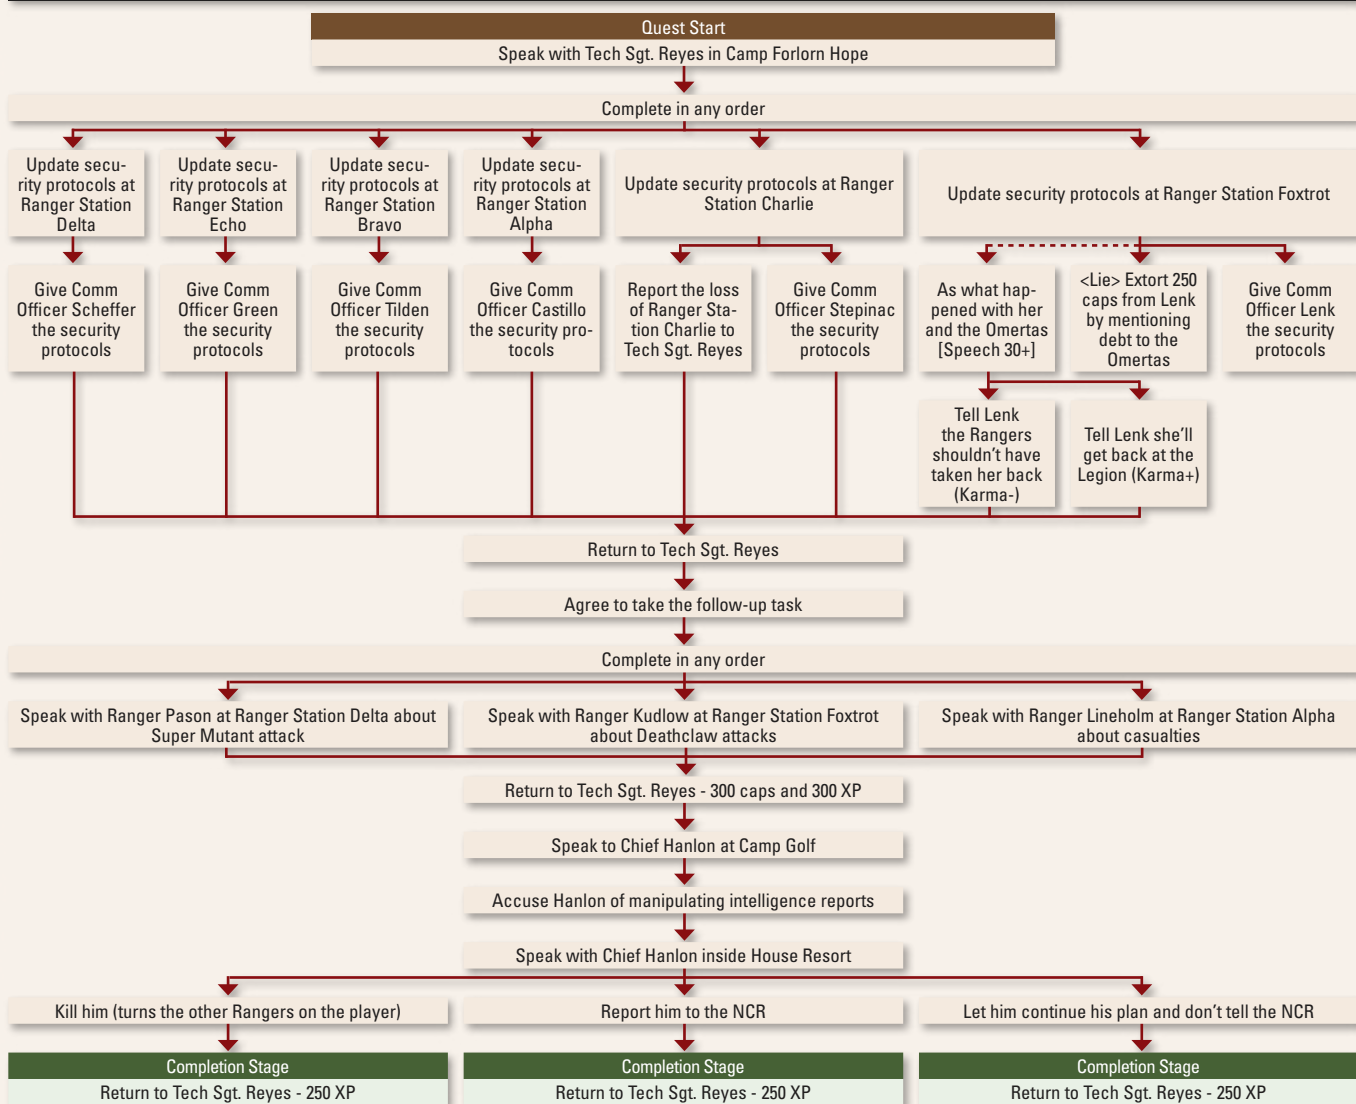 Quest Start
Speak with Tech Sgt. Reyes in Camp Forlorn Hope
Complete in any order
Update secu-
rity protocols at
Ranger Station
Delta
Update secu-
rity protocols at
Ranger Station
Echo
Update secu-
rity protocols at
Ranger Station
Bravo
Update secu-
rity protocols at
Ranger Station
Alpha
Update security protocols at Ranger
Station Charlie
Update security protocols at Ranger Station Foxtrot
Give Comm
Officer Scheffer
the security
protocols
Give Comm
Officer Green
the security
protocols
Give Comm
Officer Tilden
the security
protocols
Give Comm
Officer Castillo
the security pro-
tocols
Report the loss
of Ranger Sta-
tion Charlie to
Tech Sgt. Reyes
Give Comm
Officer Stepinac
the security
protocols
As what hap-
pened with her
and the Omertas
[Speech 30+]
<Lie> Extort 250
caps from Lenk
by mentioning
debt to the
Omertas
Give Comm
Officer Lenk
the security
protocols
Tell Lenk
the Rangers
shouldn't have
taken her back
(Karma-)
Tell Lenk she'll
get back at the
Legion (Karma+)
Return to Tech Sgt. Reyes
Agree to take the follow-up task
Complete in any order
Speak with Ranger Pason at Ranger Station Delta about
Super Mutant attack
Speak with Ranger Kudlow at Ranger Station Foxtrot
about Deathclaw attacks
Speak with Ranger Lineholm at Ranger Station Alpha
about casualties
Return to Tech Sgt. Reyes - 300 caps and 300 XP
Speak to Chief Hanlon at Camp Golf
Accuse Hanlon of manipulating intelligence reports
Speak with Chief Hanlon inside House Resort
Kill him (turns the other Rangers on the player)
Report him to the NCR
Let him continue his plan and don't tell the NCR
Completion Stage
Return to Tech Sgt. Reyes - 250 XP
Completion Stage
Return to Tech Sgt. Reyes - 250 XP
Completion Stage
Return to Tech Sgt. Reyes - 250 XP